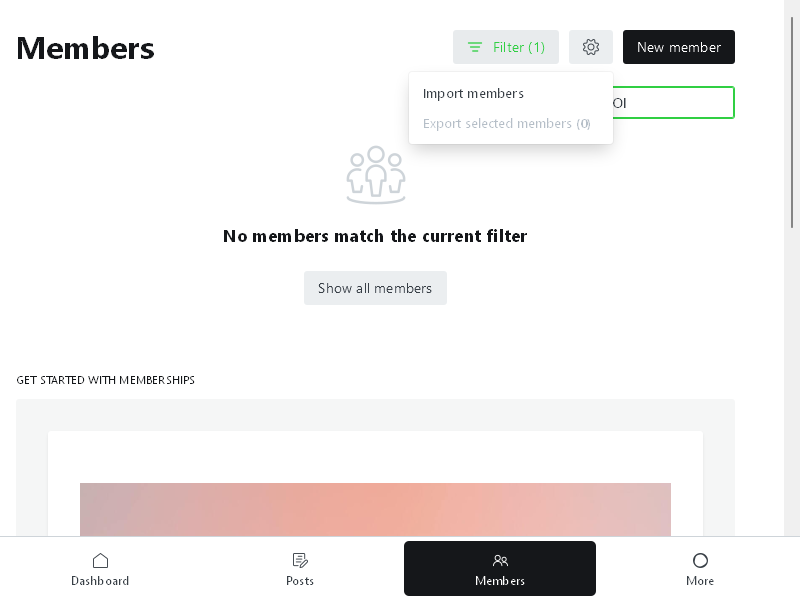 Members
Filter (1)
New member
Import members
OI
Export selected members (0)
No members match the current filter
Show all members
GET STARTED WITH MEMBERSHIPS
Dashboard
Posts
Members
More